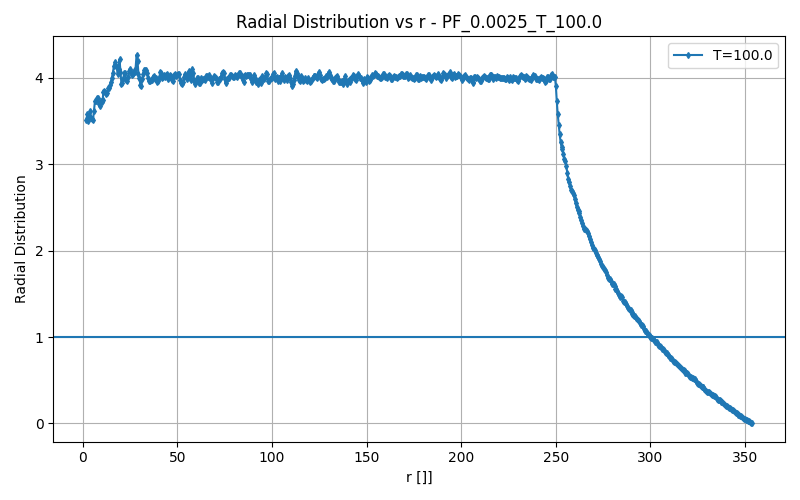 Radial Distribution vs r - PF_0.0025_T_100.0
T=100.0
4
3
2
1
0
Radial Distribution
0 50 100 150 200 250 300 350
r []]